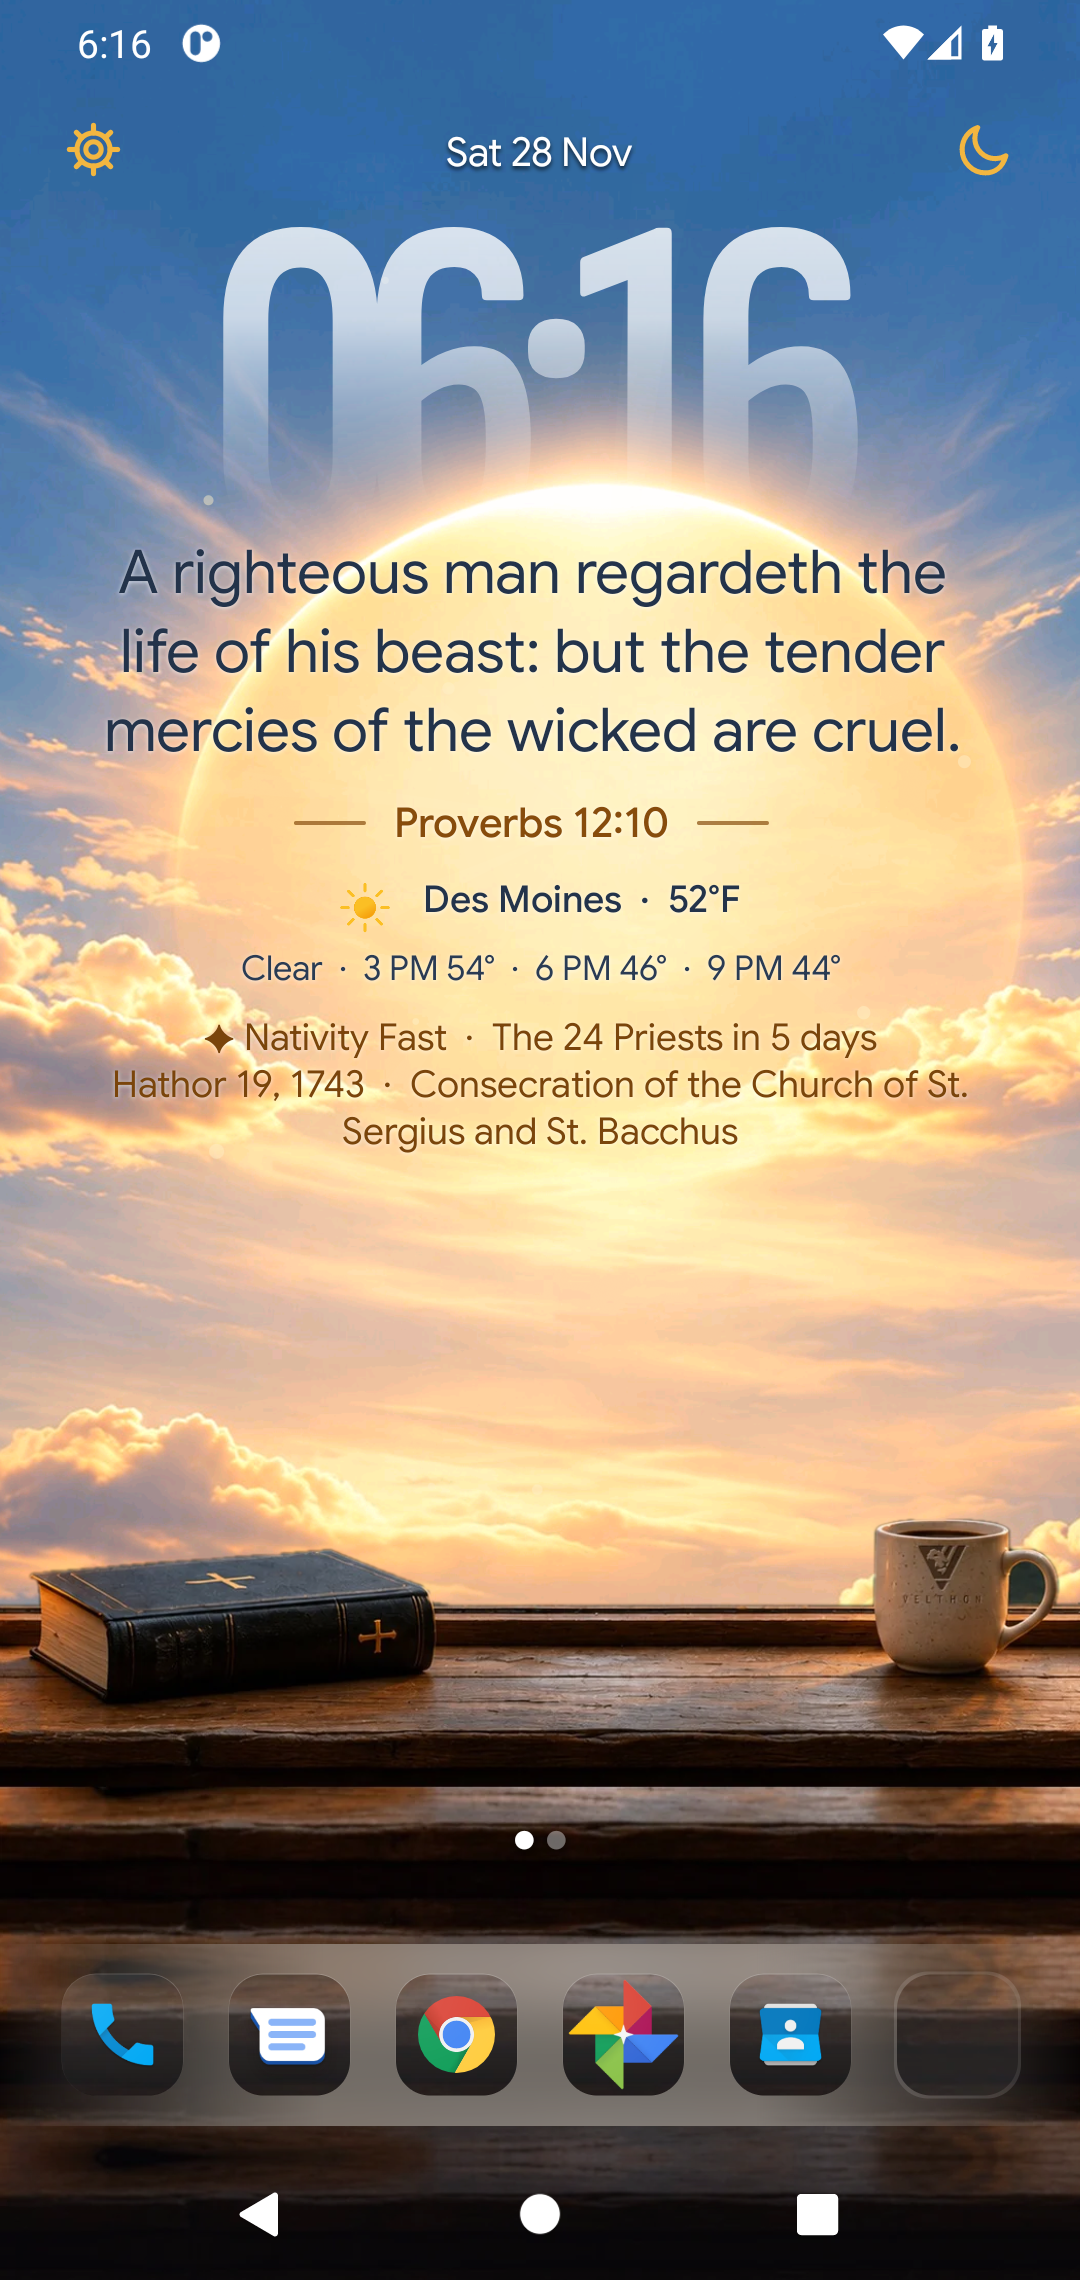 6:16
Sat 28 Nov
06:16
A righteous man regardeth the
life of his beast: but the tender
mercies of the wicked are cruel.
Proverbs 12:10
Des Moines · 52°F
Clear · 3 PM 54° · 6 PM 46° · 9 PM 44°
✦ Nativity Fast · The 24 Priests in 5 days
Hathor 19, 1743 · Consecration of the Church of St.
Sergius and St. Bacchus
VELTHON